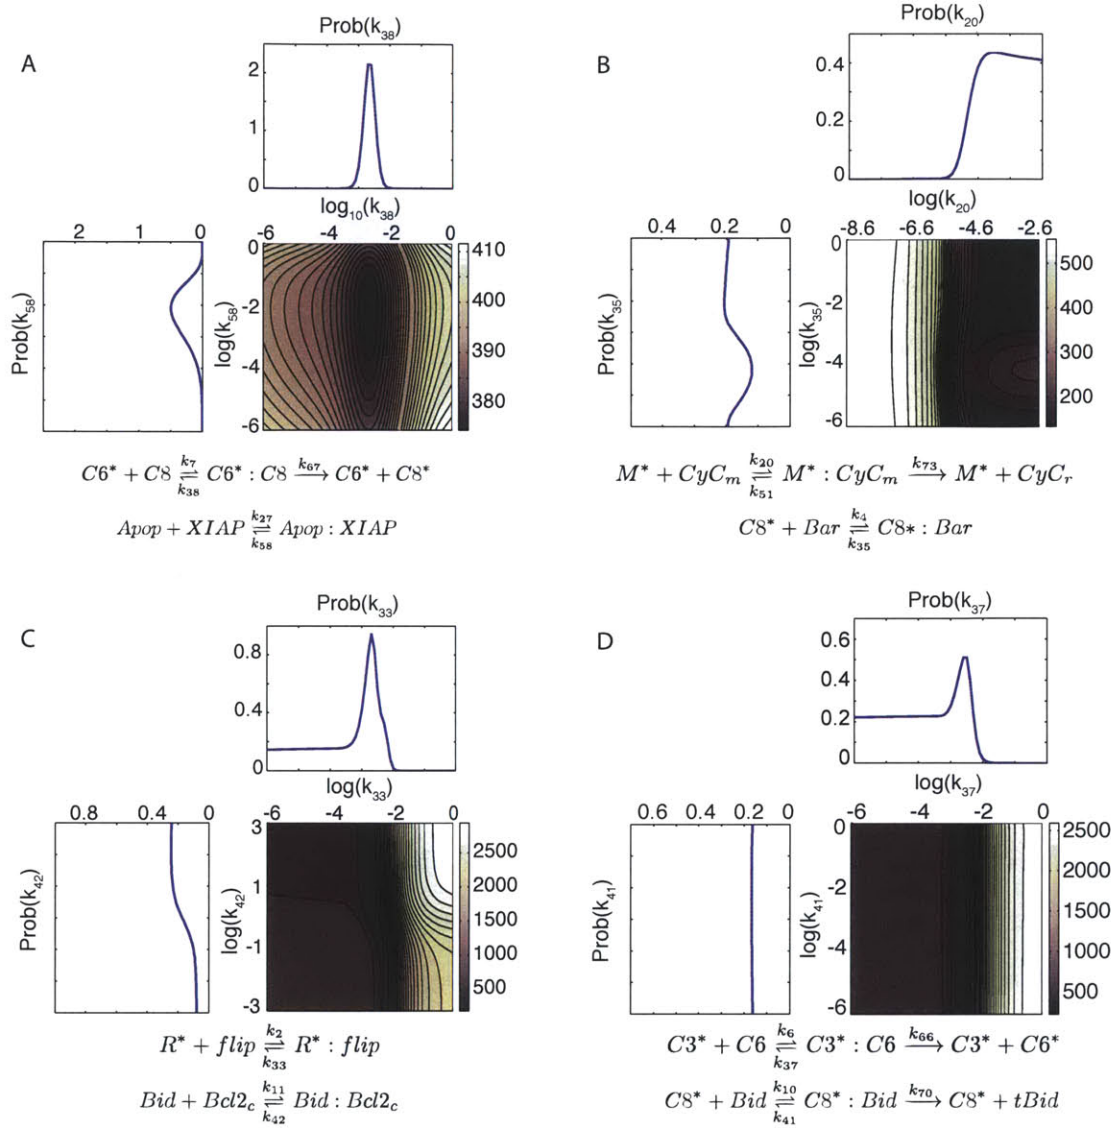 A
Prob(k₃₈)
2
1
0
log₁₀(k₃₈)
2 1 0
-6 -4 -2 0
Prob(k₅₈)
log(k₅₈)
0
-2
-4
-6
410
400
390
380
C6* + C8 ⇌ C6* : C8 → C6* + C8*
k₇
k₃₈
k₆₇
Apop + XIAP ⇌ Apop : XIAP
k₂₇
k₅₈
B
Prob(k₂₀)
0.4
0.2
0
log(k₂₀)
0.4 0.2 0
-8.6 -6.6 -4.6 -2.6
Prob(k₃₅)
log(k₃₅)
0
-2
-4
-6
500
400
300
200
M* + CyCₘ ⇌ M* : CyCₘ → M* + CyCᵣ
k₂₀
k₅₁
k₇₃
C8* + Bar ⇌ C8* : Bar
k₄
k₃₅
C
Prob(k₃₃)
0.8
0.4
0
log(k₃₃)
0.8 0.4 0
-6 -4 -2 0
Prob(k₄₂)
log(k₄₂)
3
1
-1
-3
2500
2000
1500
1000
500
R* + flip ⇌ R* : flip
k₂
k₃₃
Bid + Bcl2_c ⇌ Bid : Bcl2_c
k₁₁
k₄₂
D
Prob(k₃₇)
0.6
0.4
0.2
0
log(k₃₇)
0.6 0.4 0.2 0
-6 -4 -2 0
Prob(k₄₁)
log(k₄₁)
0
-2
-4
-6
2500
2000
1500
1000
500
C3* + C6 ⇌ C3* : C6 → C3* + C6*
k₆
k₃₇
k₆₆
C8* + Bid ⇌ C8* : Bid → C8* + tBid
k₁₀
k₄₁
k₇₀